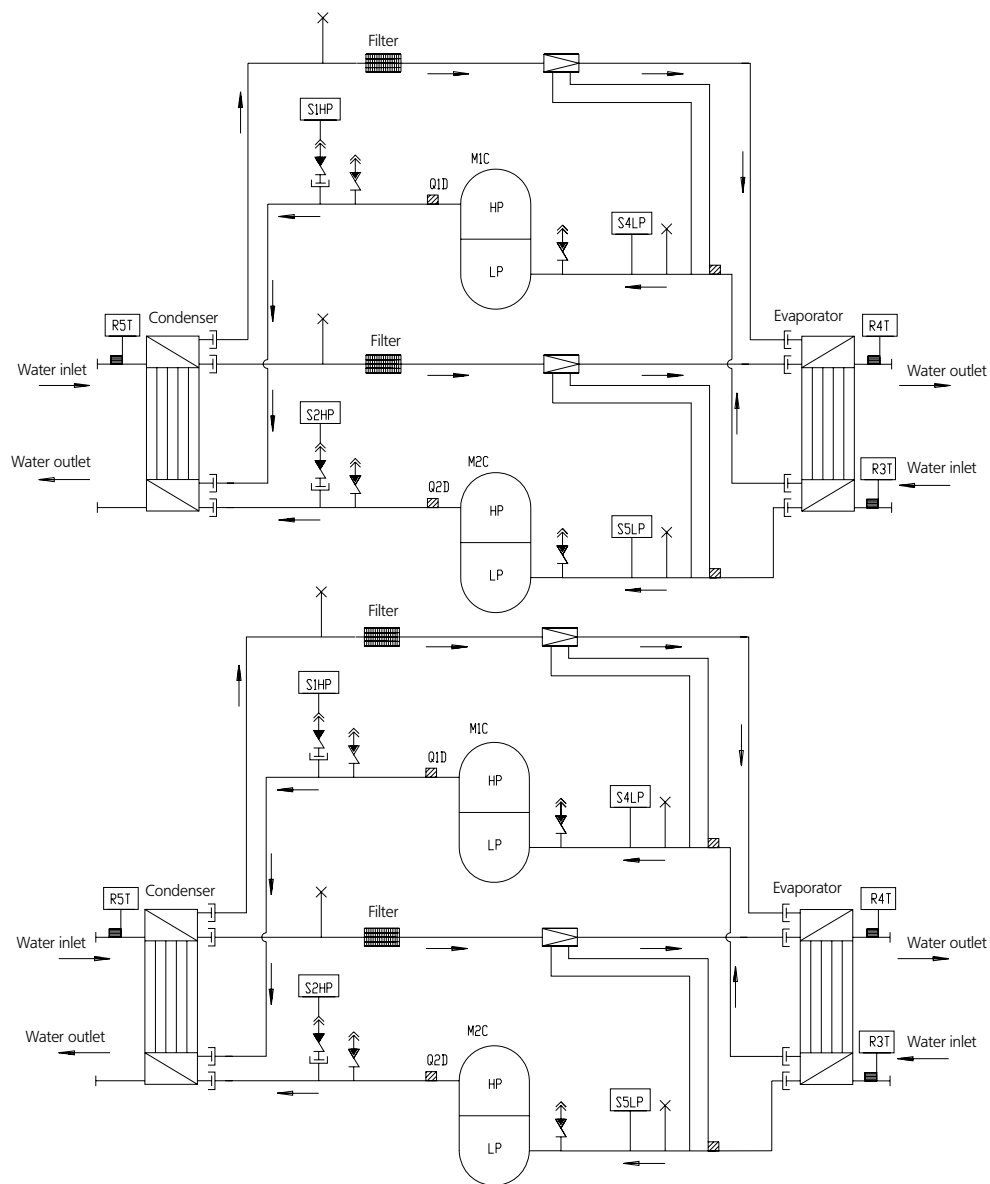 Filter
S1HP
M1C
Q1D
HP
S4LP
LP
Condenser
Evaporator
R5T
Filter
R4T
Water inlet
Water outlet
S2HP
Water outlet
M2C
R3T
Water inlet
Q2D
HP
S5LP
LP
Filter
S1HP
M1C
Q1D
HP
S4LP
LP
Condenser
Evaporator
R5T
Filter
R4T
Water inlet
Water outlet
S2HP
Water outlet
M2C
R3T
Water inlet
Q2D
HP
S5LP
LP